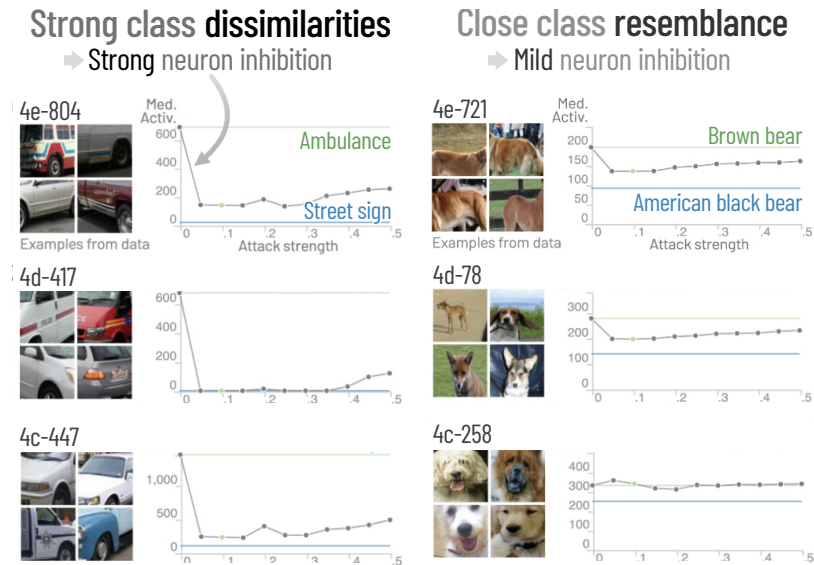 Strong class dissimilarities
Strong neuron inhibition
4e-804
Med.
Activ.
600
400
200
0
Ambulance
Street sign
0 .1 .2 .3 .4 .5
Examples from data
Attack strength
4d-417
600
400
200
0
0 .1 .2 .3 .4 .5
4c-447
1,000
500
0
0 .1 .2 .3 .4 .5
Close class resemblance
Mild neuron inhibition
4e-721
Med.
Activ.
200
150
100
50
0
Brown bear
American black bear
0 .1 .2 .3 .4 .5
Examples from data
Attack strength
4d-78
300
200
100
0
0 .1 .2 .3 .4 .5
4c-258
400
300
200
100
0
0 .1 .2 .3 .4 .5